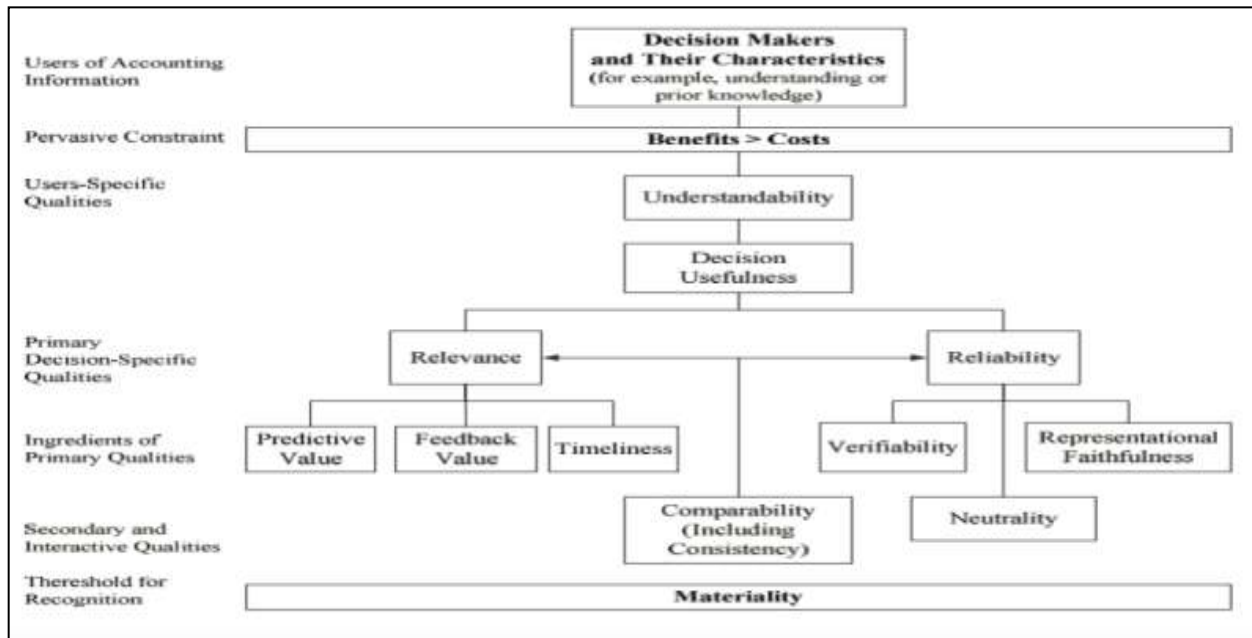 Users of Accounting
Information
Decision Makers
and Their Characteristics
(for example, understanding or
prior knowledge)
Pervasive Constraint
Benefits > Costs
Users-Specific
Qualities
Understandability
Decision
Usefulness
Primary
Decision-Specific
Qualities
Relevance
Reliability
Ingredients of
Primary Qualities
Predictive
Value
Feedback
Value
Timeliness
Verifiability
Representational
Faithfulness
Secondary and
Interactive Qualities
Comparability
(Including
Consistency)
Neutrality
Thereshold for
Recognition
Materiality